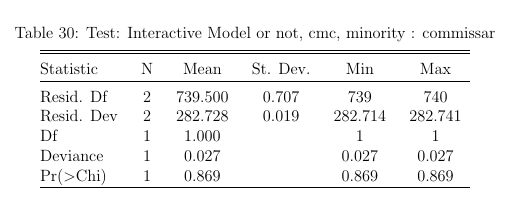 Table 30: Test: Interactive Model or not, cmc, minority : commissar
Statistic N Mean St. Dev. Min Max
Resid. Df 2 739.500 0.707 739 740
Resid. Dev 2 282.728 0.019 282.714 282.741
Df 1 1.000 1 1
Deviance 1 0.027 0.027 0.027
Pr(>Chi) 1 0.869 0.869 0.869